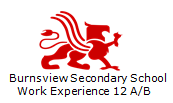 Burnsview Secondary School
Work Experience 12 A/B